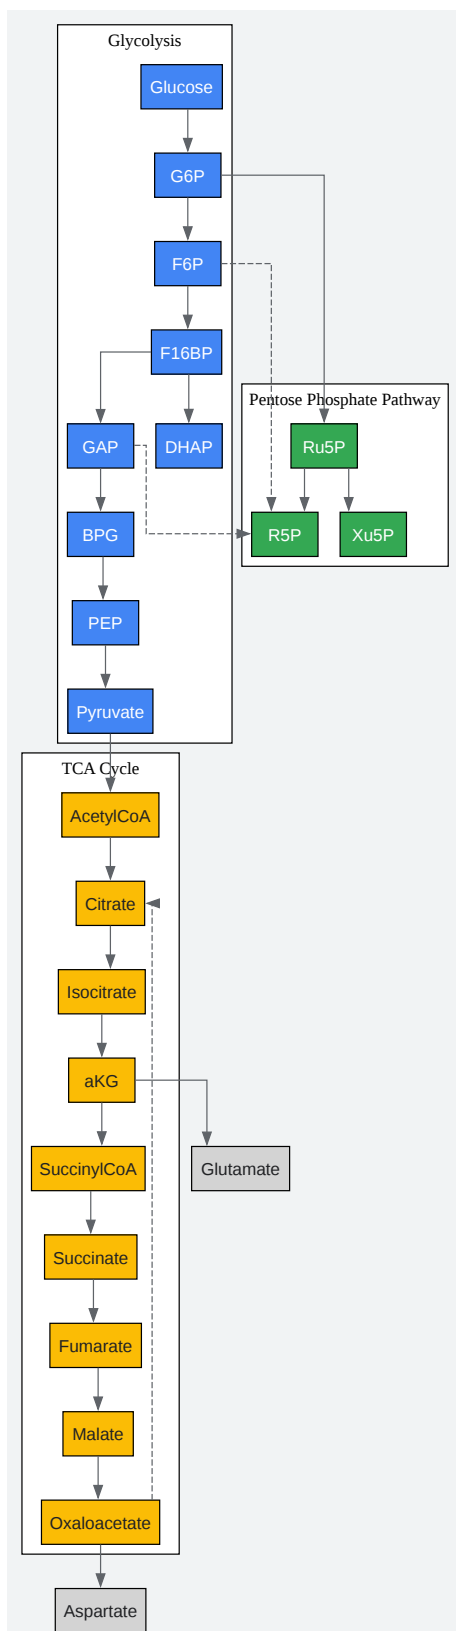 Glycolysis
Glucose
G6P
F6P
F16BP
Pentose Phosphate Pathway
GAP
DHAP
Ru5P
BPG
R5P
Xu5P
PEP
Pyruvate
TCA Cycle
AcetylCoA
Citrate
Isocitrate
aKG
SuccinylCoA
Glutamate
Succinate
Fumarate
Malate
Oxaloacetate
Aspartate